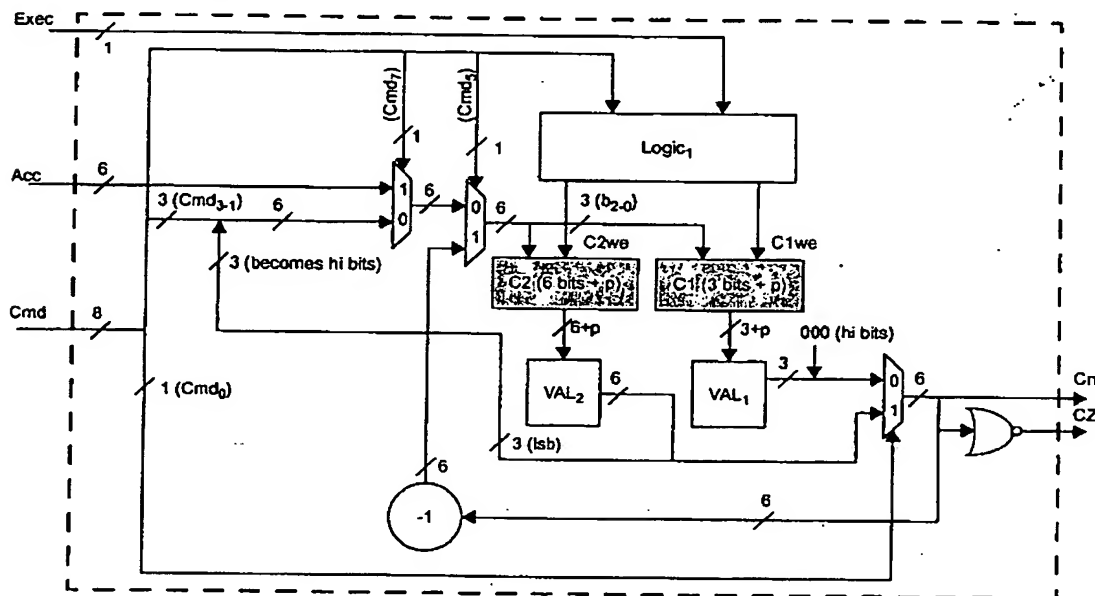 Exec
1
(Cmd7)
(Cmd5)
1
1
Logic1
Acc
6
1
0
6
0
1
6
3 (b2-0)
3 (Cmd3-1)
6
C2we
C1we
3 (becomes hi bits)
C2 (6 bits + p)
C1 (3 bits + p)
Cmd
8
6+p
3+p
000 (hi bits)
1 (Cmd0)
VAL2
6
VAL1
3
0
1
6
Cn
CZ
3 (lsb)
6
-1
6